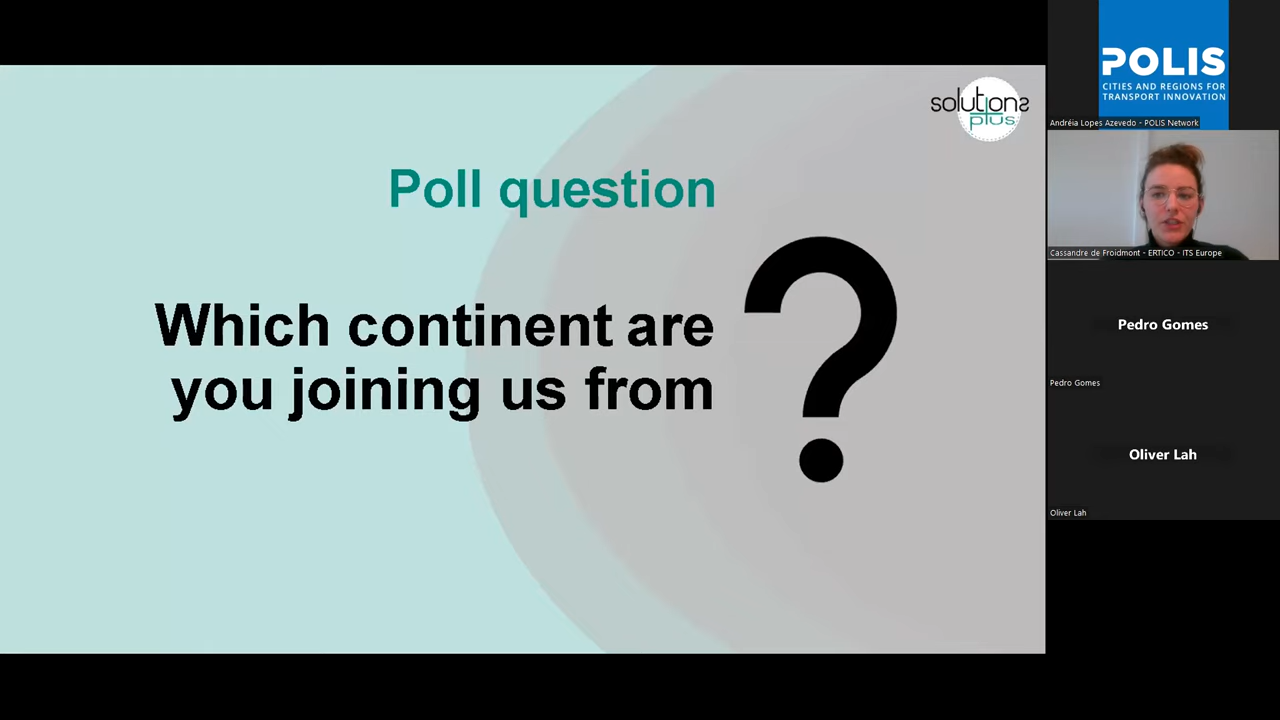 solutions
plus
Poll question
Which continent are
you joining us from
?
POLIS
CITIES AND REGIONS FOR
TRANSPORT INNOVATION
Andréia Lopes Azevedo - POLIS Network
Cassandre de Froidmont - ERTICO - ITS Europe
Pedro Gomes
Pedro Gomes
Oliver Lah
Oliver Lah